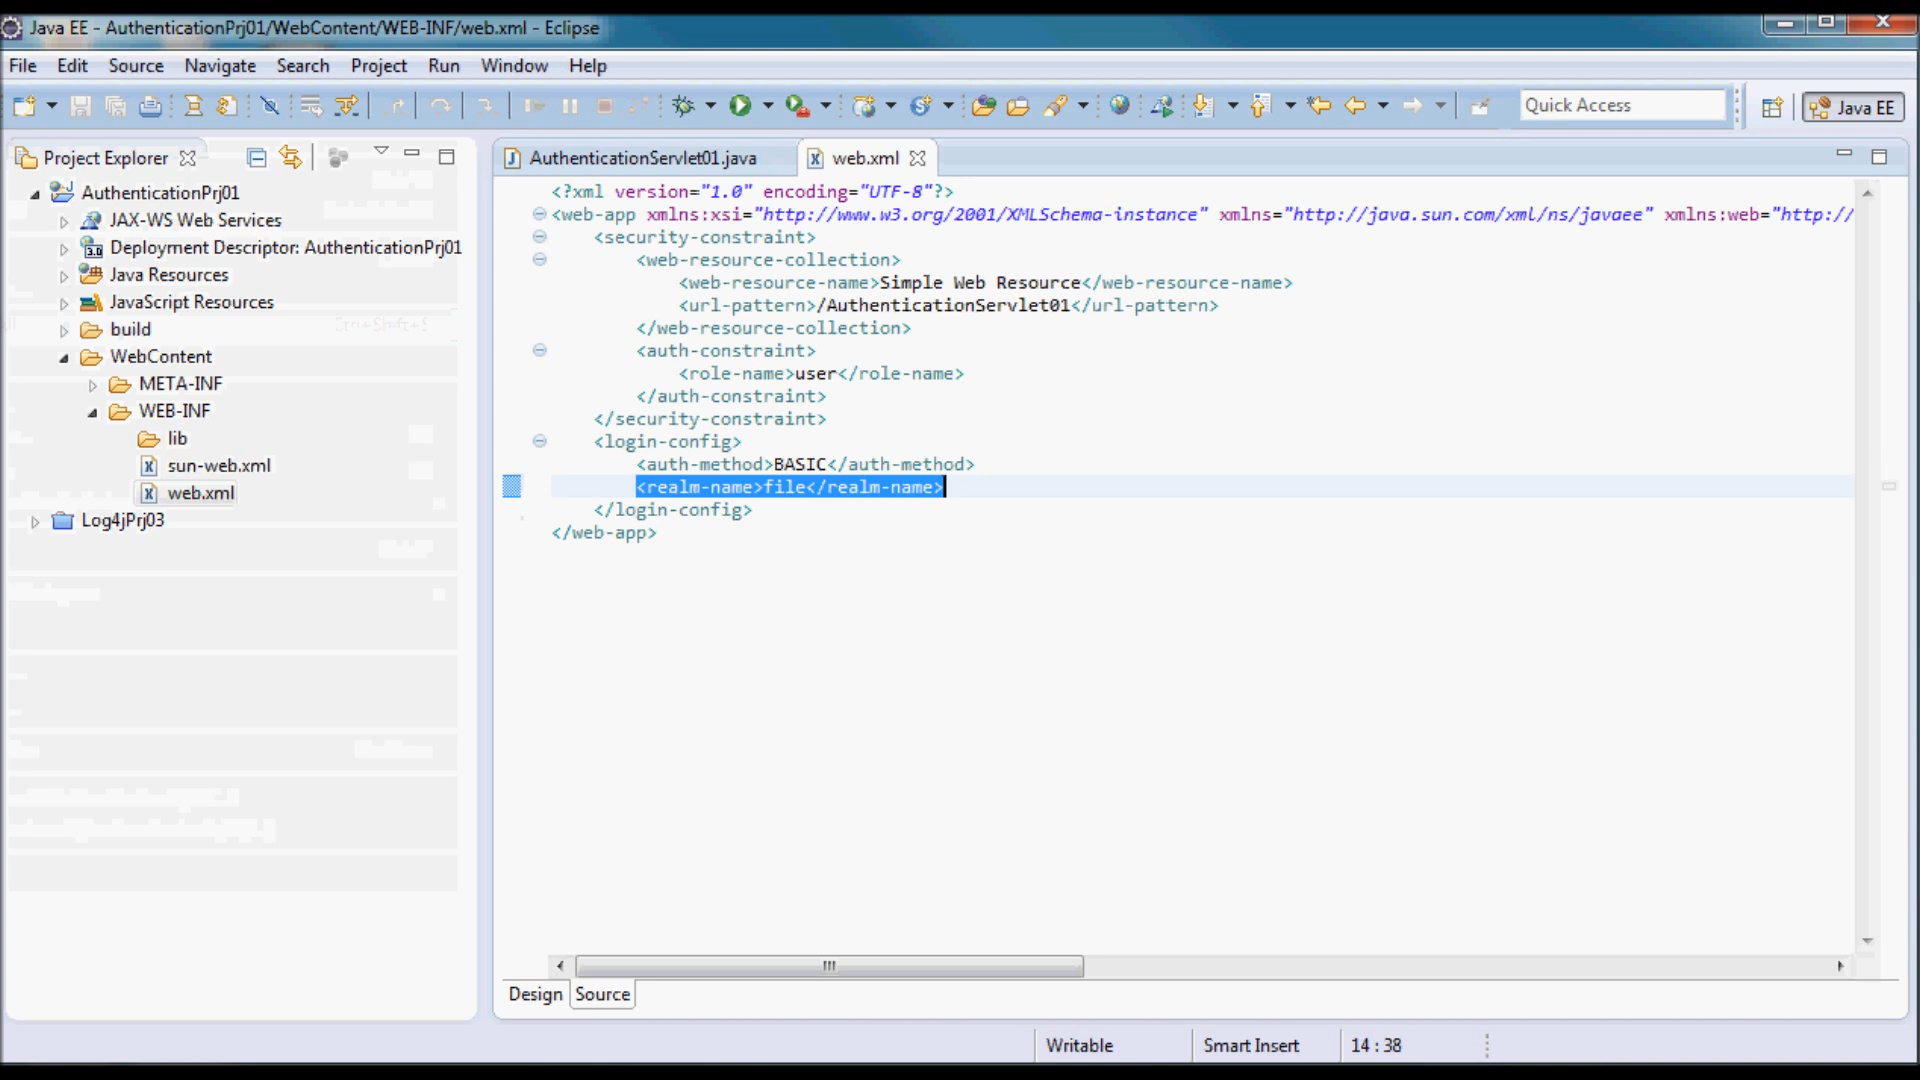 Java EE - AuthenticationPrj01/WebContent/WEB-INF/web.xml - Eclipse
File Edit Source Navigate Search Project Run Window Help
Quick Access
Java EE
Project Explorer
AuthenticationPrj01
JAX-WS Web Services
Deployment Descriptor: AuthenticationPrj01
Java Resources
JavaScript Resources
build
WebContent
META-INF
WEB-INF
lib
sun-web.xml
web.xml
Log4jPrj03
AuthenticationServlet01.java
web.xml
<?xml version="1.0" encoding="UTF-8"?>
<web-app xmlns:xsi="http://www.w3.org/2001/XMLSchema-instance" xmlns="http://java.sun.com/xml/ns/javaee" xmlns:web="http://
<security-constraint>
<web-resource-collection>
<web-resource-name>Simple Web Resource</web-resource-name>
<url-pattern>/AuthenticationServlet01</url-pattern>
</web-resource-collection>
<auth-constraint>
<role-name>user</role-name>
</auth-constraint>
</security-constraint>
<login-config>
<auth-method>BASIC</auth-method>
<realm-name>file</realm-name>
</login-config>
</web-app>
Design Source
Writable Smart Insert 14 : 38